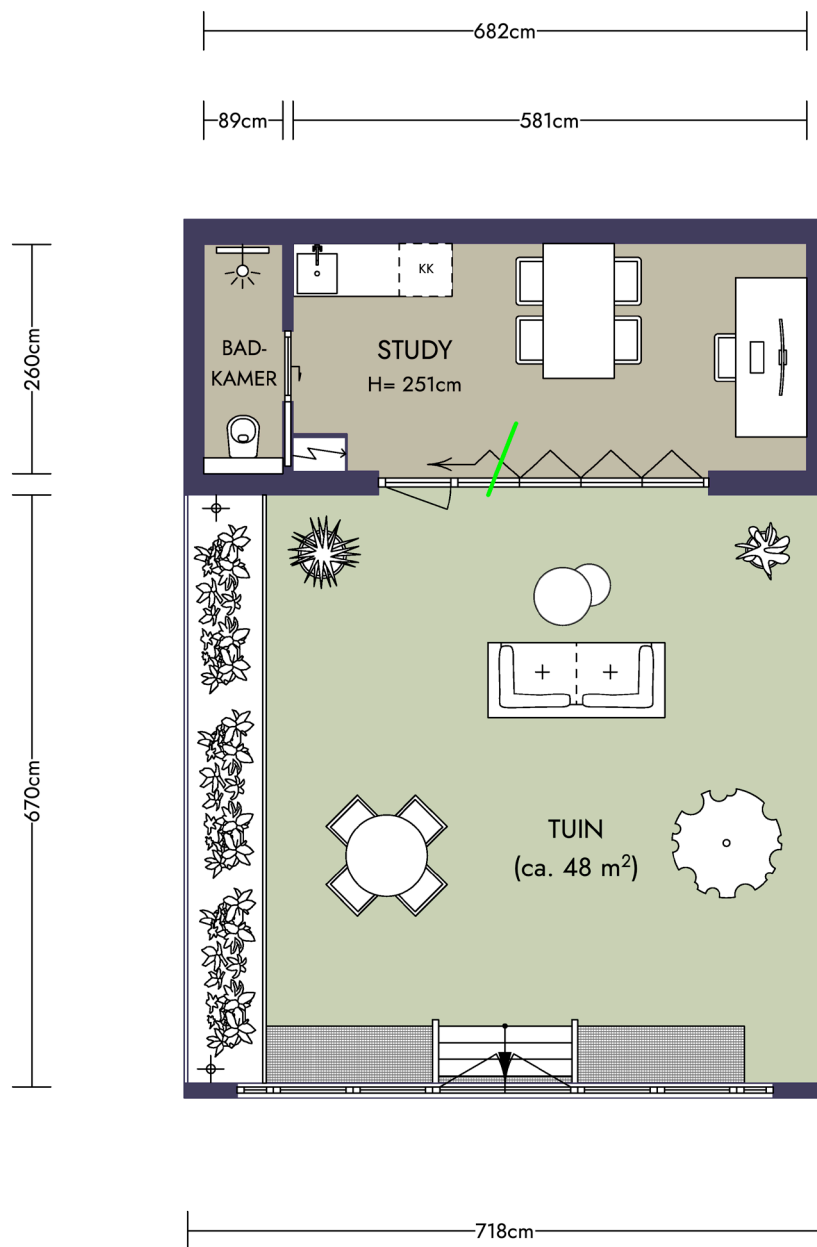 682cm
89cm
581cm
260cm
KK
BAD-
KAMER
STUDY
H= 251cm
670cm
TUIN
(ca. 48 m²)
718cm